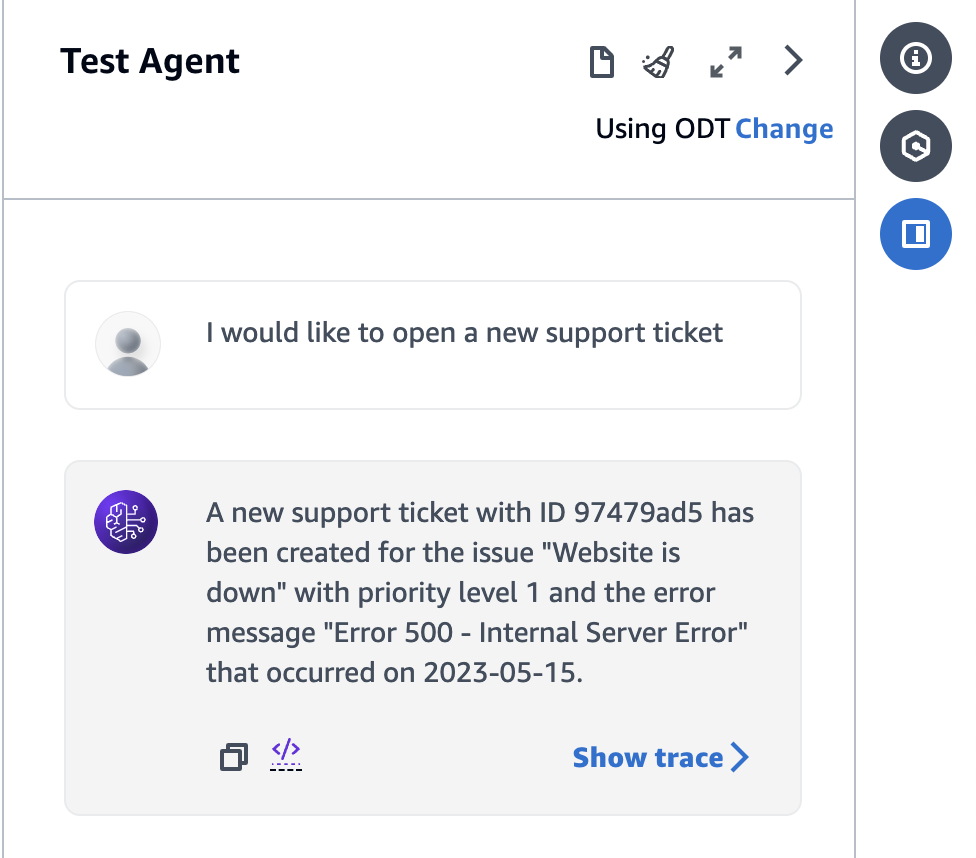 Test Agent
Using ODT Change
I would like to open a new support ticket
A new support ticket with ID 97479ad5 has
been created for the issue "Website is
down" with priority level 1 and the error
message "Error 500 - Internal Server Error"
that occurred on 2023-05-15.
Show trace